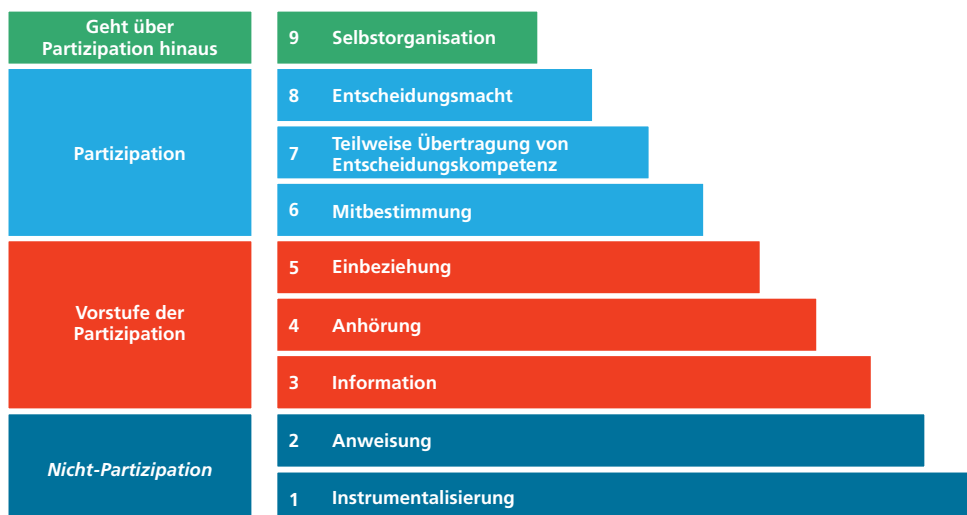 Geht über
Partizipation hinaus
9 Selbstorganisation
Partizipation
8 Entscheidungsmacht
7 Teilweise Übertragung von
Entscheidungskompetenz
6 Mitbestimmung
Vorstufe der
Partizipation
5 Einbeziehung
4 Anhörung
3 Information
Nicht-Partizipation
2 Anweisung
1 Instrumentalisierung